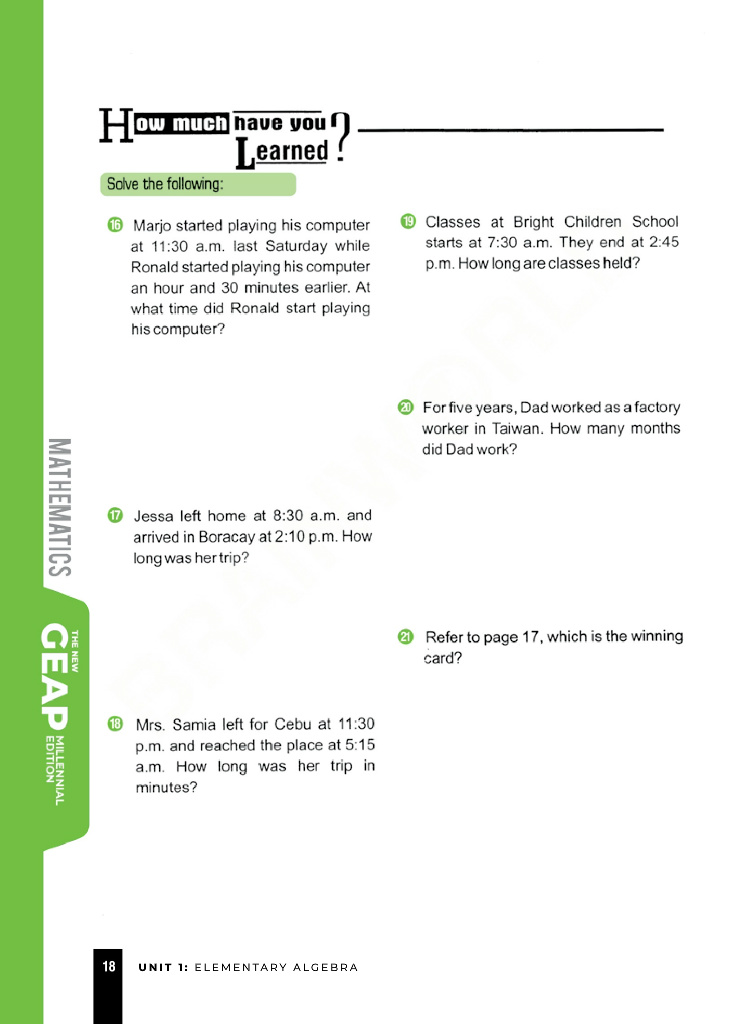 How much have you
Learned?
Solve the following:
16 Marjo started playing his computer
at 11:30 a.m. last Saturday while
Ronald started playing his computer
an hour and 30 minutes earlier. At
what time did Ronald start playing
his computer?
17 Jessa left home at 8:30 a.m. and
arrived in Boracay at 2:10 p.m. How
long was her trip?
18 Mrs. Samia left for Cebu at 11:30
p.m. and reached the place at 5:15
a.m. How long was her trip in
minutes?
19 Classes at Bright Children School
starts at 7:30 a.m. They end at 2:45
p.m. How long are classes held?
20 For five years, Dad worked as a factory
worker in Taiwan. How many months
did Dad work?
21 Refer to page 17, which is the winning
card?
MATHEMATICS
THE NEW
GEAP
MILLENNIAL
EDITION
18 UNIT 1: ELEMENTARY ALGEBRA